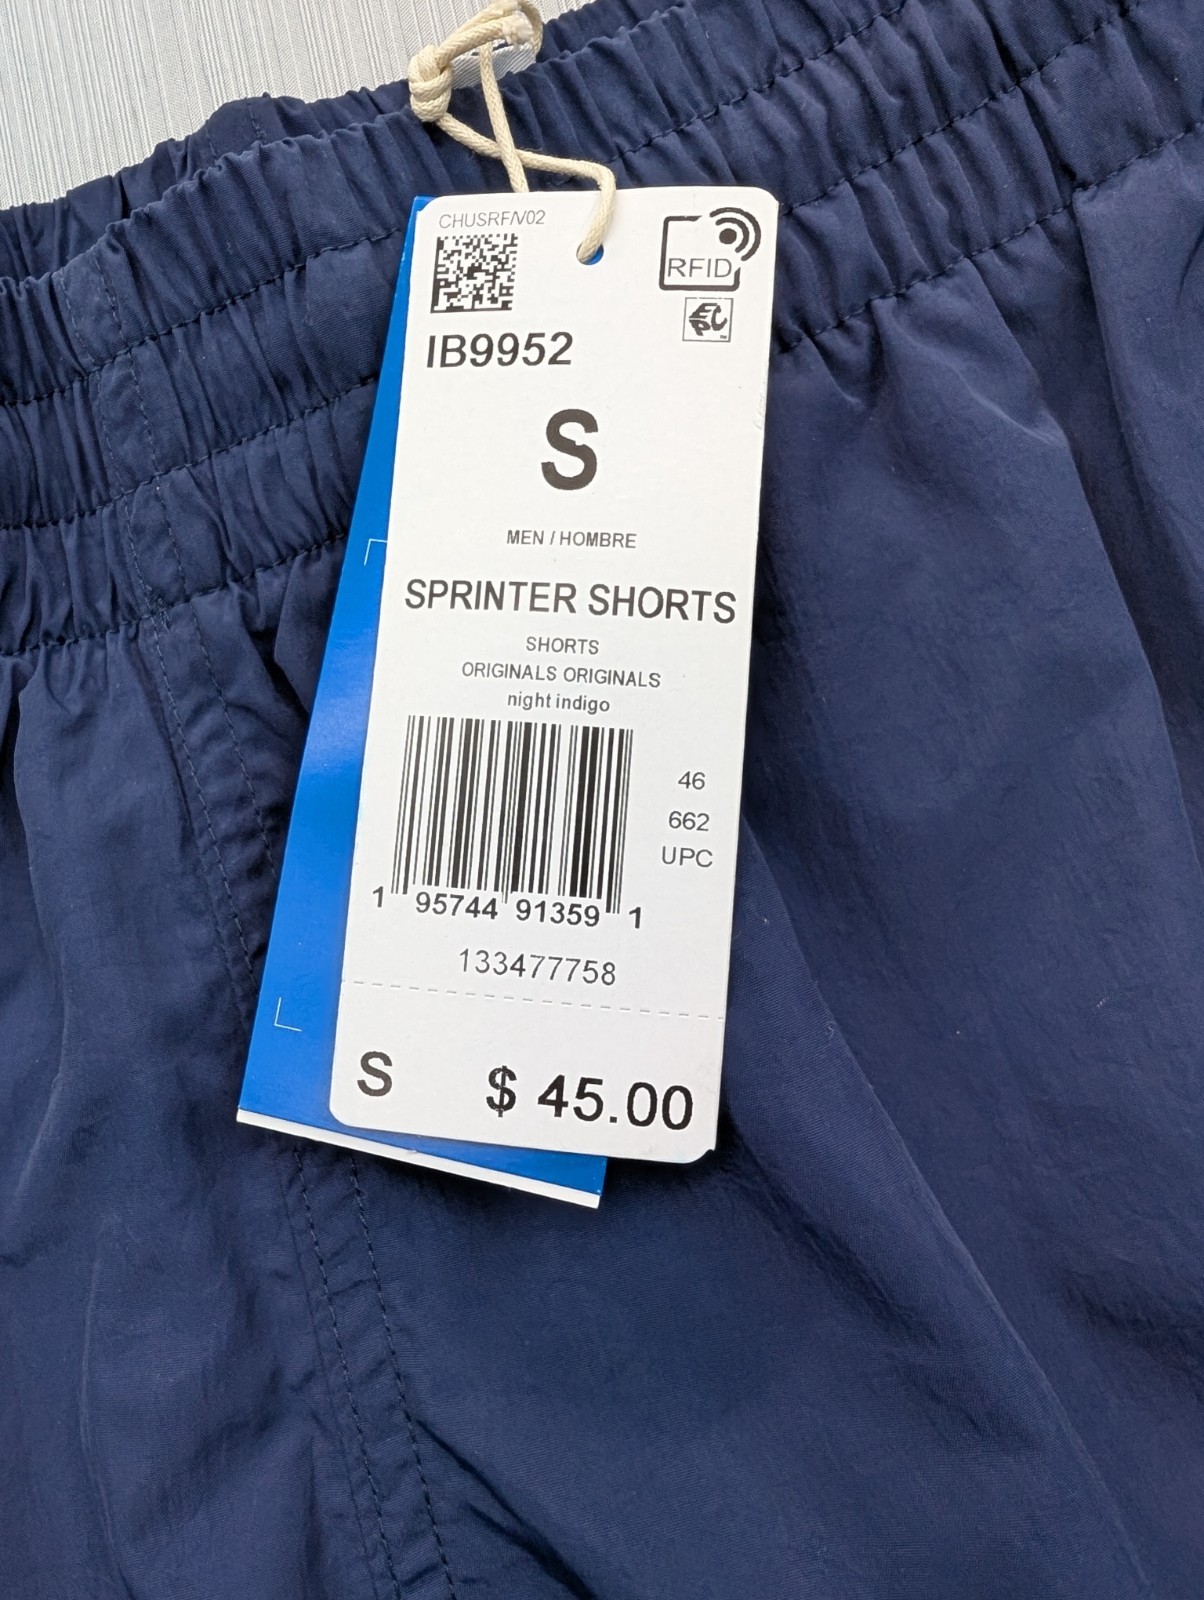 CHUSRF/V02
RFID
EPC
IB9952
S
MEN / HOMBRE
SPRINTER SHORTS
SHORTS
ORIGINALS ORIGINALS
night indigo
46
662
UPC
1 95744 91359 1
133477758
S $ 45.00